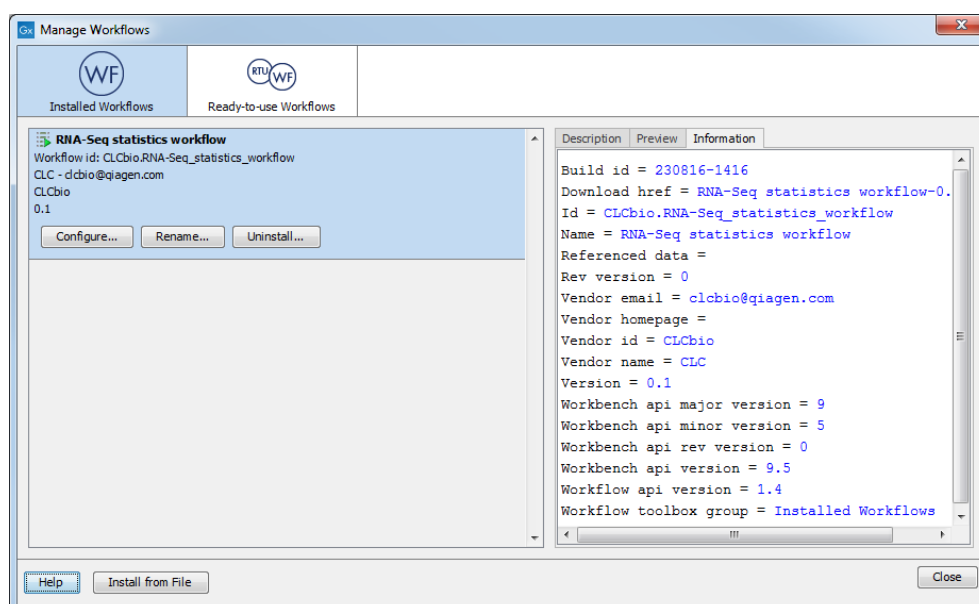 Gx Manage Workflows
x
WF
RTU WF
Installed Workflows
Ready-to-use Workflows
RNA-Seq statistics workflow
Workflow id: CLCbio.RNA-Seq_statistics_workflow
CLC - clcbio@qiagen.com
CLCbio
0.1
Configure... Rename... Uninstall...
Description Preview Information
Build id = 230816-1416
Download href = RNA-Seq statistics workflow-0.
Id = CLCbio.RNA-Seq_statistics_workflow
Name = RNA-Seq statistics workflow
Referenced data =
Rev version = 0
Vendor email = clcbio@qiagen.com
Vendor homepage =
Vendor id = CLCbio
Vendor name = CLC
Version = 0.1
Workbench api major version = 9
Workbench api minor version = 5
Workbench api rev version = 0
Workbench api version = 9.5
Workflow api version = 1.4
Workflow toolbox group = Installed Workflows
Help Install from File Close